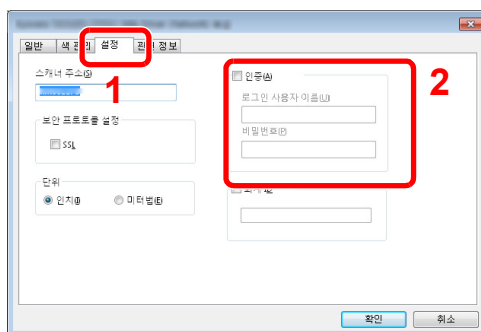 일반
설정
정보
1
2
스캐너 주소(S)
보안 프로토콜 설정
SSL
단위
인치(I)
미터법(E)
인증(A)
로그인 사용자 이름(U)
비밀번호(P)
확인
취소